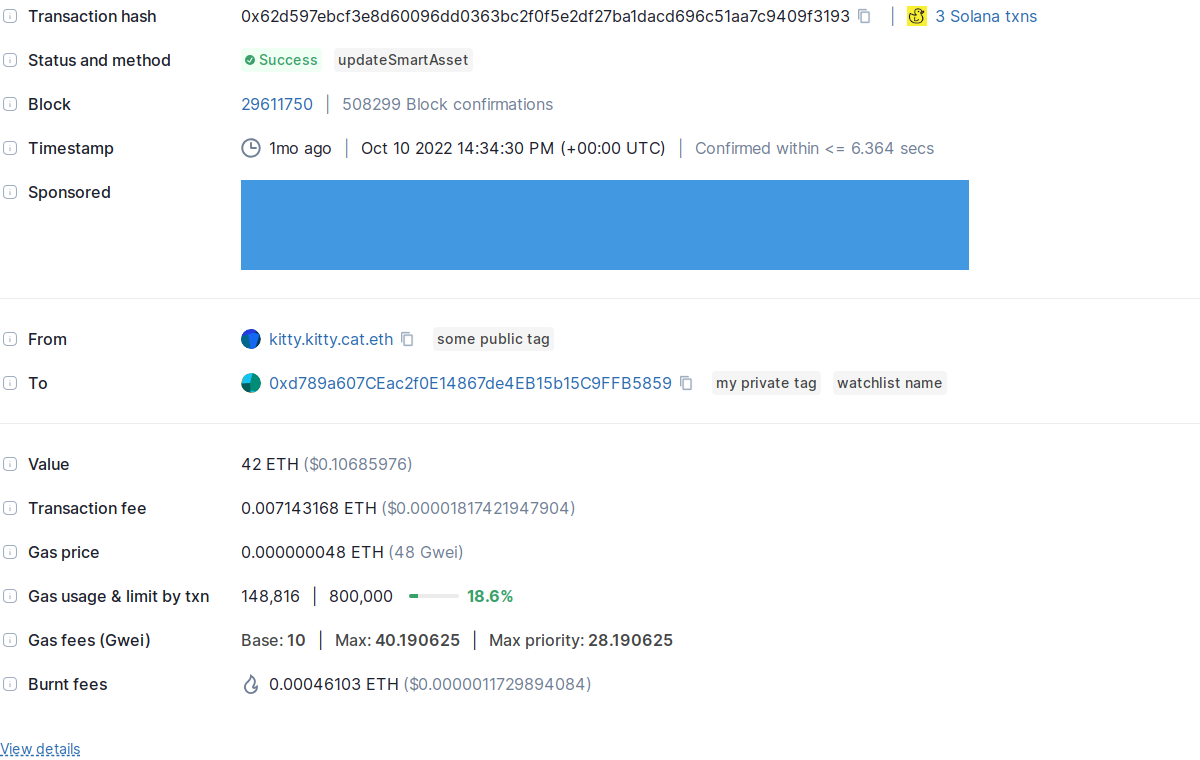 Transaction hash 0x62d597ebcf3e8d60096dd0363bc2f0f5e2df27ba1dacd696c51aa7c9409f3193 | 3 Solana txns
Status and method Success updateSmartAsset
Block 29611750 | 508299 Block confirmations
Timestamp 1mo ago | Oct 10 2022 14:34:30 PM (+00:00 UTC) | Confirmed within <= 6.364 secs
Sponsored
From kitty.kitty.cat.eth some public tag
To 0xd789a607CEac2f0E14867de4EB15b15C9FFB5859 my private tag watchlist name
Value 42 ETH ($0.10685976)
Transaction fee 0.007143168 ETH ($0.00001817421947904)
Gas price 0.000000048 ETH (48 Gwei)
Gas usage & limit by txn 148,816 | 800,000 18.6%
Gas fees (Gwei) Base: 10 | Max: 40.190625 | Max priority: 28.190625
Burnt fees 0.00046103 ETH ($0.0000011729894084)
View details